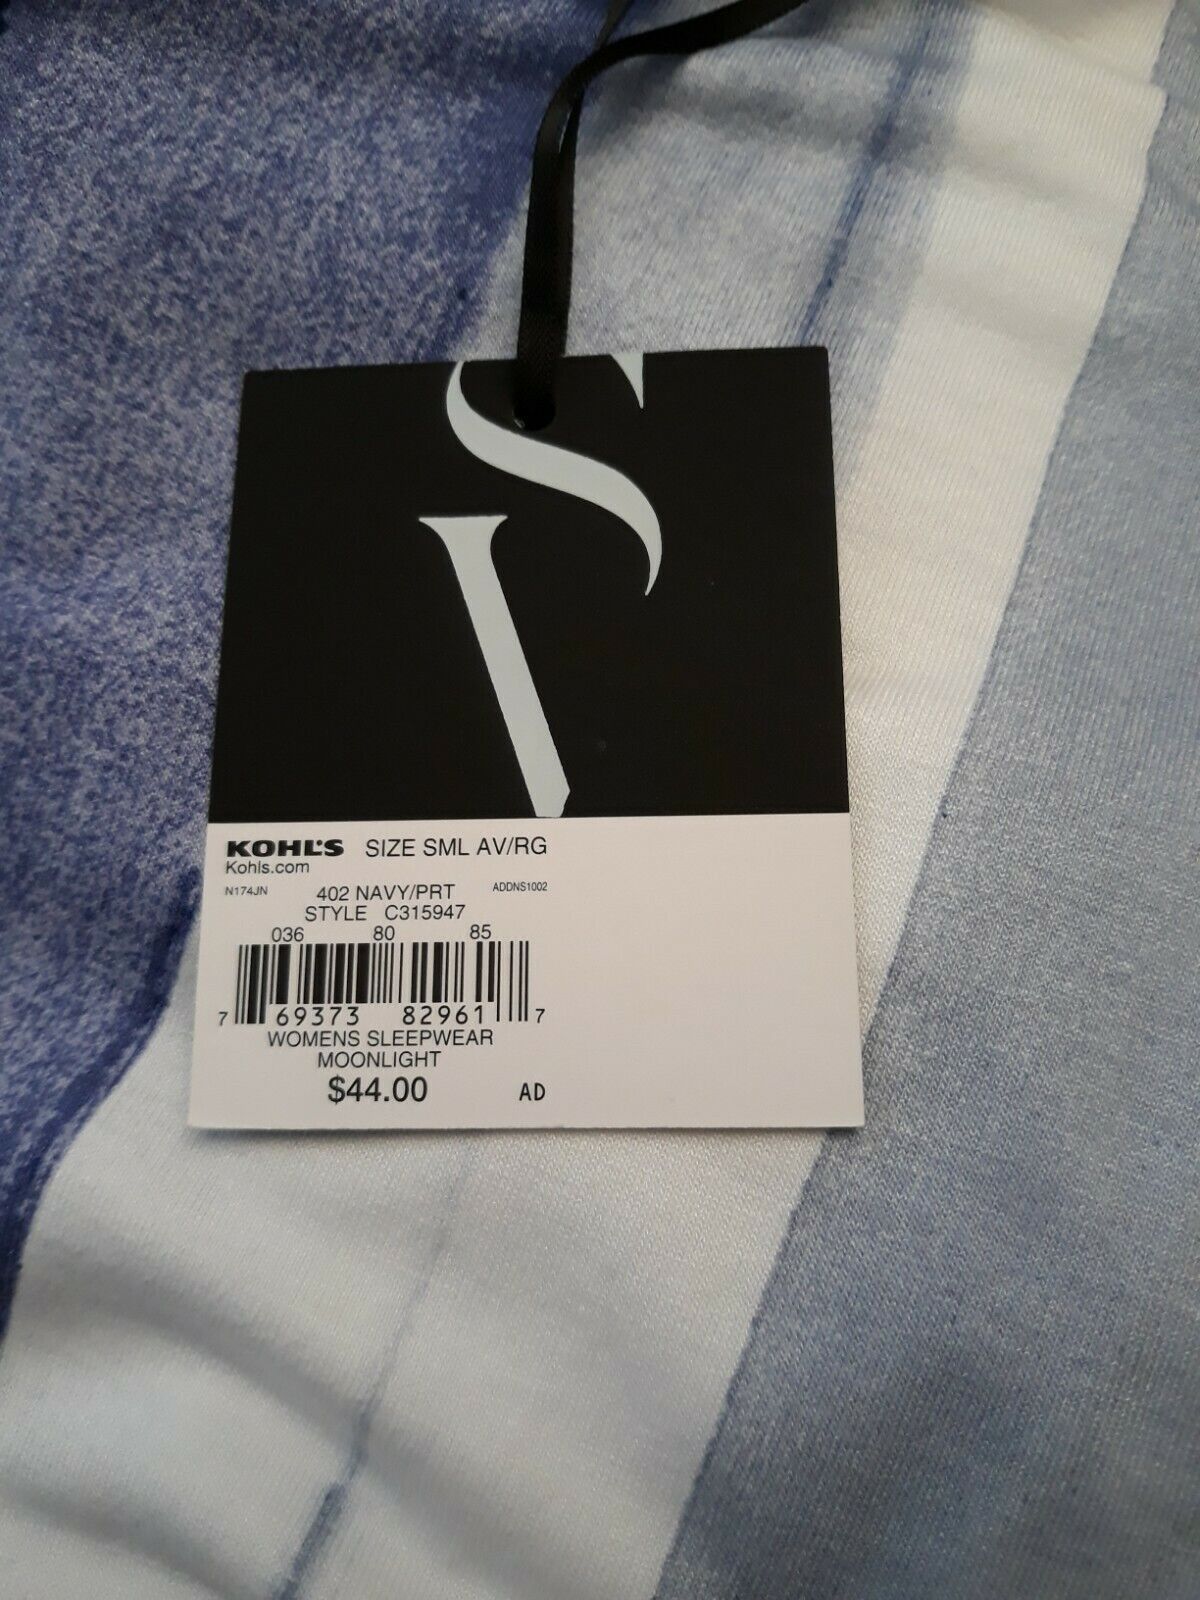 KOHL'S SIZE SML AV/RG
Kohls.com
N174JN 402 NAVY/PRT ADDNS1002
STYLE C315947
036 80 85
7 69373 82961 7
WOMENS SLEEPWEAR
MOONLIGHT
$44.00 AD